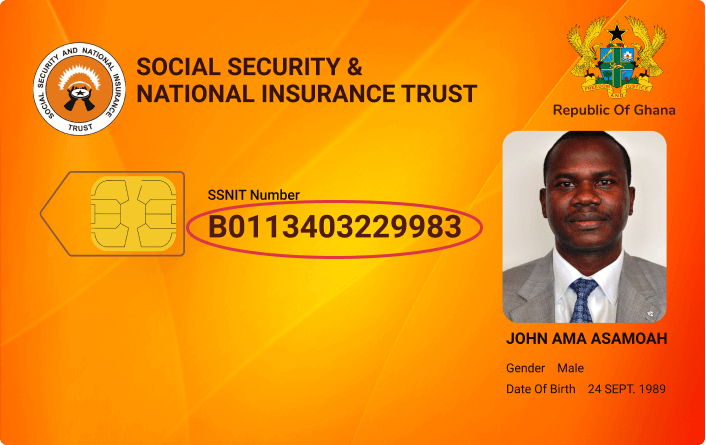 SOCIAL SECURITY AND NATIONAL INSURANCE
TRUST
SOCIAL SECURITY &
NATIONAL INSURANCE TRUST
Republic Of Ghana
SSNIT Number
B0113403229983
JOHN AMA ASAMOAH
Gender Male
Date Of Birth 24 SEPT. 1989